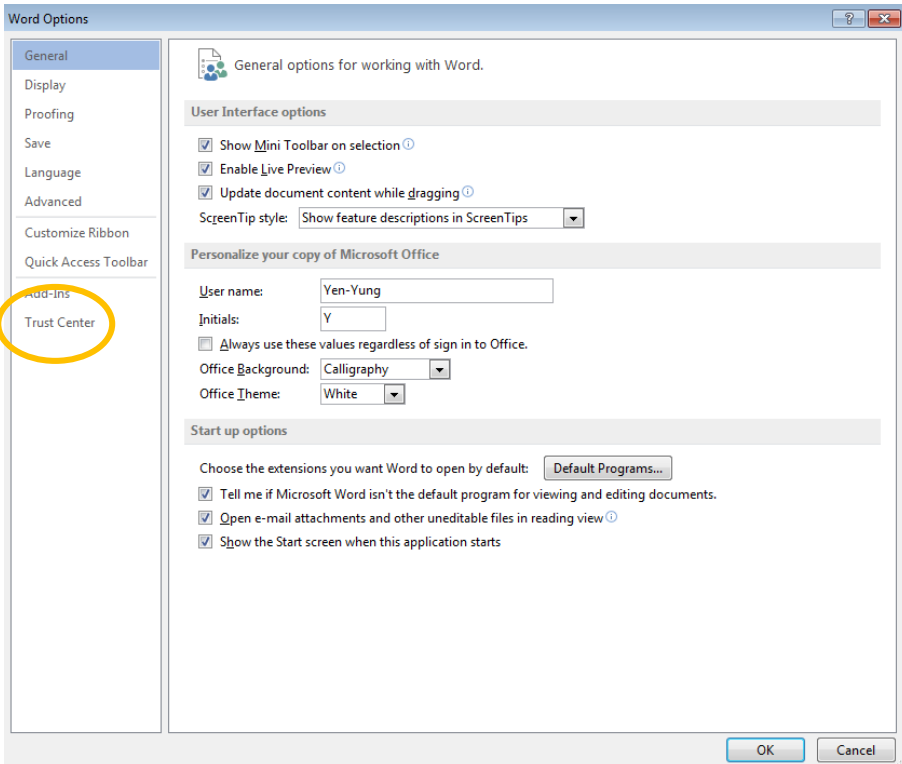 Word Options
General
Display
Proofing
Save
Language
Advanced
Customize Ribbon
Quick Access Toolbar
Add-Ins
Trust Center
General options for working with Word.
User Interface options
Show Mini Toolbar on selection
Enable Live Preview
Update document content while dragging
ScreenTip style: Show feature descriptions in ScreenTips
Personalize your copy of Microsoft Office
User name: Yen-Yung
Initials: Y
Always use these values regardless of sign in to Office.
Office Background: Calligraphy
Office Theme: White
Start up options
Choose the extensions you want Word to open by default: Default Programs...
Tell me if Microsoft Word isn't the default program for viewing and editing documents.
Open e-mail attachments and other uneditable files in reading view
Show the Start screen when this application starts
OK Cancel